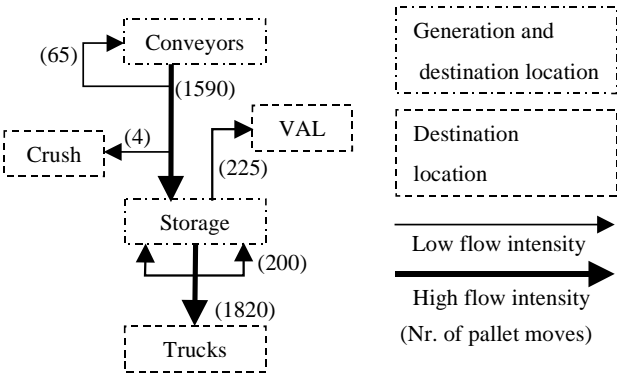 Conveyors
(65)
(1590)
(4)
Crush
VAL
(225)
Storage
(200)
(1820)
Trucks
Generation and
destination location
Destination
location
Low flow intensity
High flow intensity
(Nr. of pallet moves)